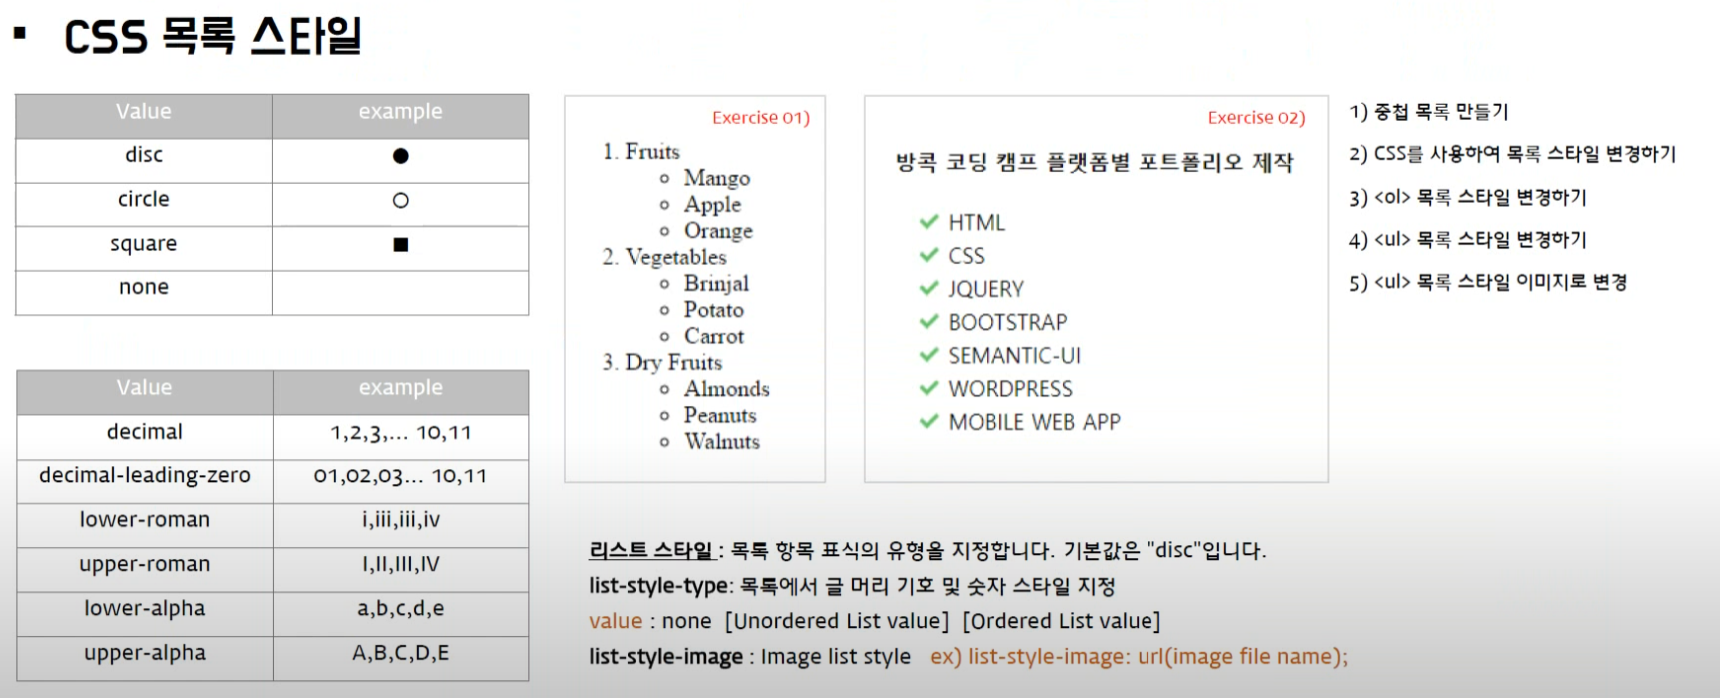 CSS 목록 스타일
Value example
disc ●
circle ○
square ■
none
Value example
decimal 1,2,3,... 10,11
decimal-leading-zero 01,02,03... 10,11
lower-roman i,iii,iii,iv
upper-roman I,II,III,IV
lower-alpha a,b,c,d,e
upper-alpha A,B,C,D,E
Exercise 01)
1. Fruits
Mango
Apple
Orange
2. Vegetables
Brinjal
Potato
Carrot
3. Dry Fruits
Almonds
Peanuts
Walnuts
Exercise 02)
방콕 코딩 캠프 플랫폼별 포트폴리오 제작
HTML
CSS
JQUERY
BOOTSTRAP
SEMANTIC-UI
WORDPRESS
MOBILE WEB APP
1) 중첩 목록 만들기
2) CSS를 사용하여 목록 스타일 변경하기
3) <ol> 목록 스타일 변경하기
4) <ul> 목록 스타일 변경하기
5) <ul> 목록 스타일 이미지로 변경
리스트 스타일 : 목록 항목 표식의 유형을 지정합니다. 기본값은 "disc"입니다.
list-style-type: 목록에서 글 머리 기호 및 숫자 스타일 지정
value : none [Unordered List value] [Ordered List value]
list-style-image : Image list style ex) list-style-image: url(image file name);